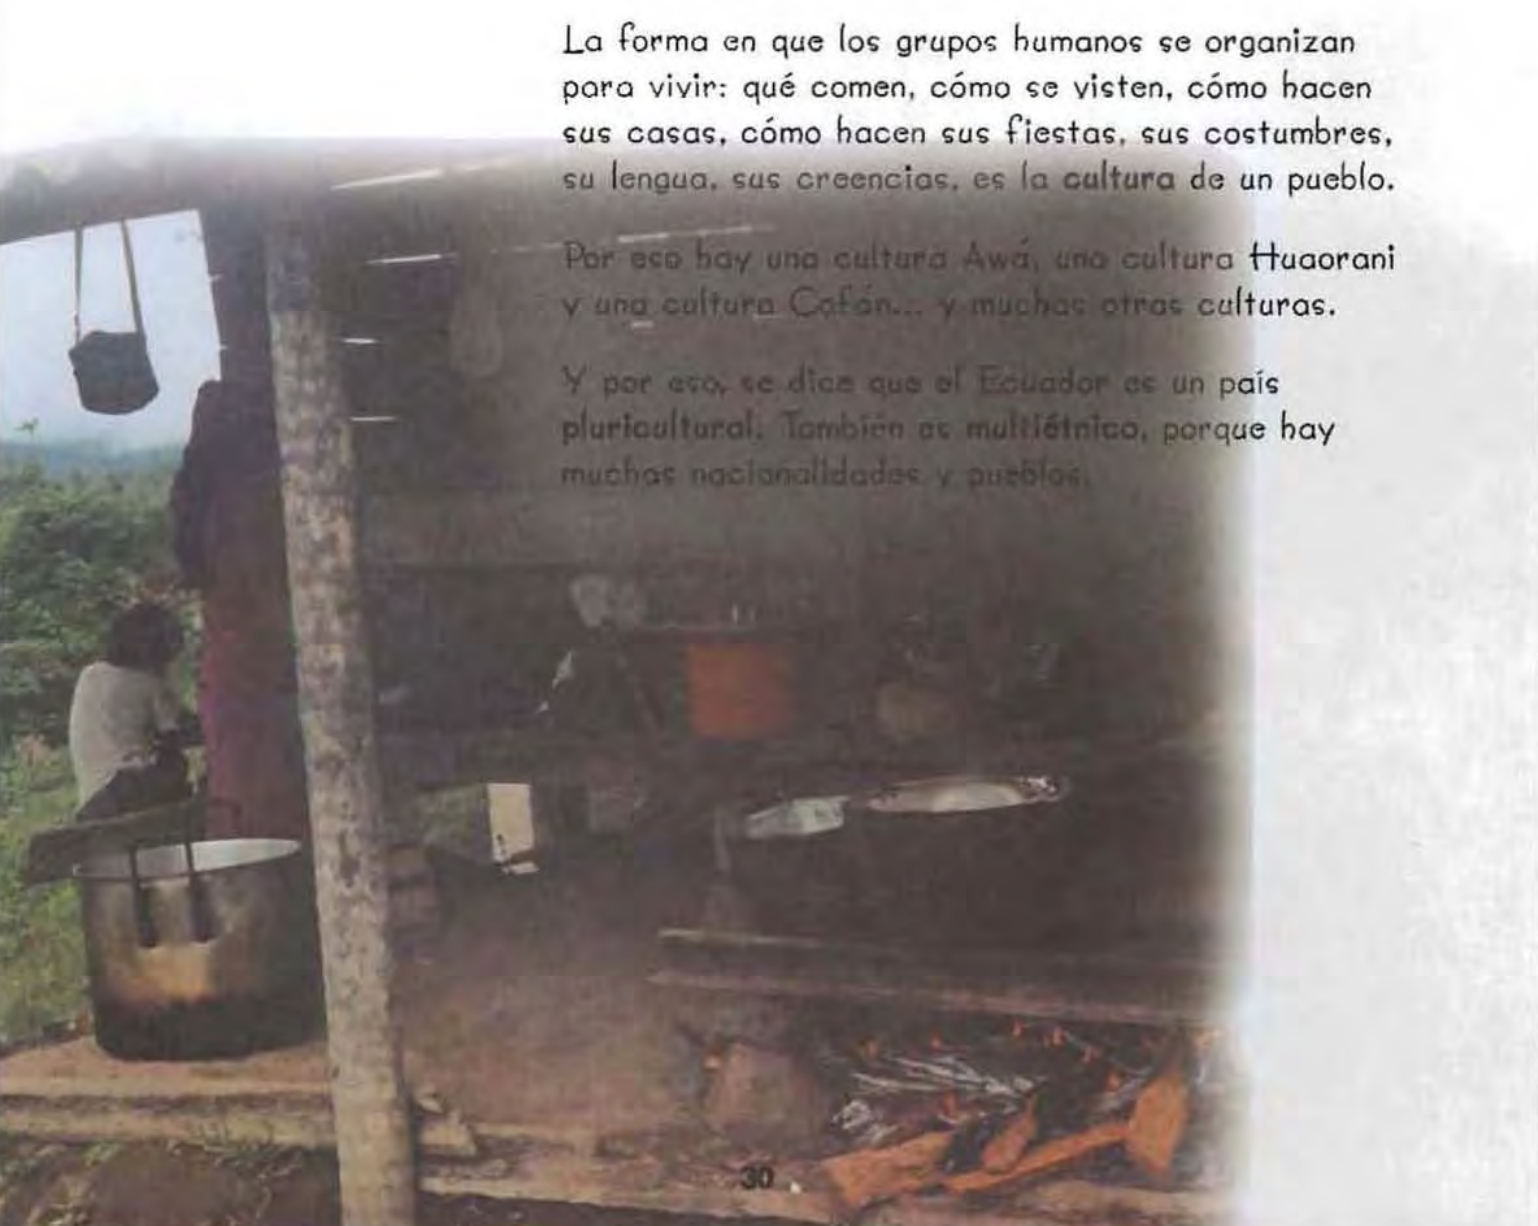 La forma en que los grupos humanos se organizan
para vivir: qué comen, cómo se visten, cómo hacen
sus casas, cómo hacen sus fiestas, sus costumbres,
su lengua, sus creencias, es la cultura de un pueblo.
Por eso hay una cultura Awá, una cultura Huaorani
y una cultura Cofán... y muchas otras culturas.
Y por eso, se dice que el Ecuador es un país
pluricultural. También es multiétnico, porque hay
muchas nacionalidades y pueblos.
30